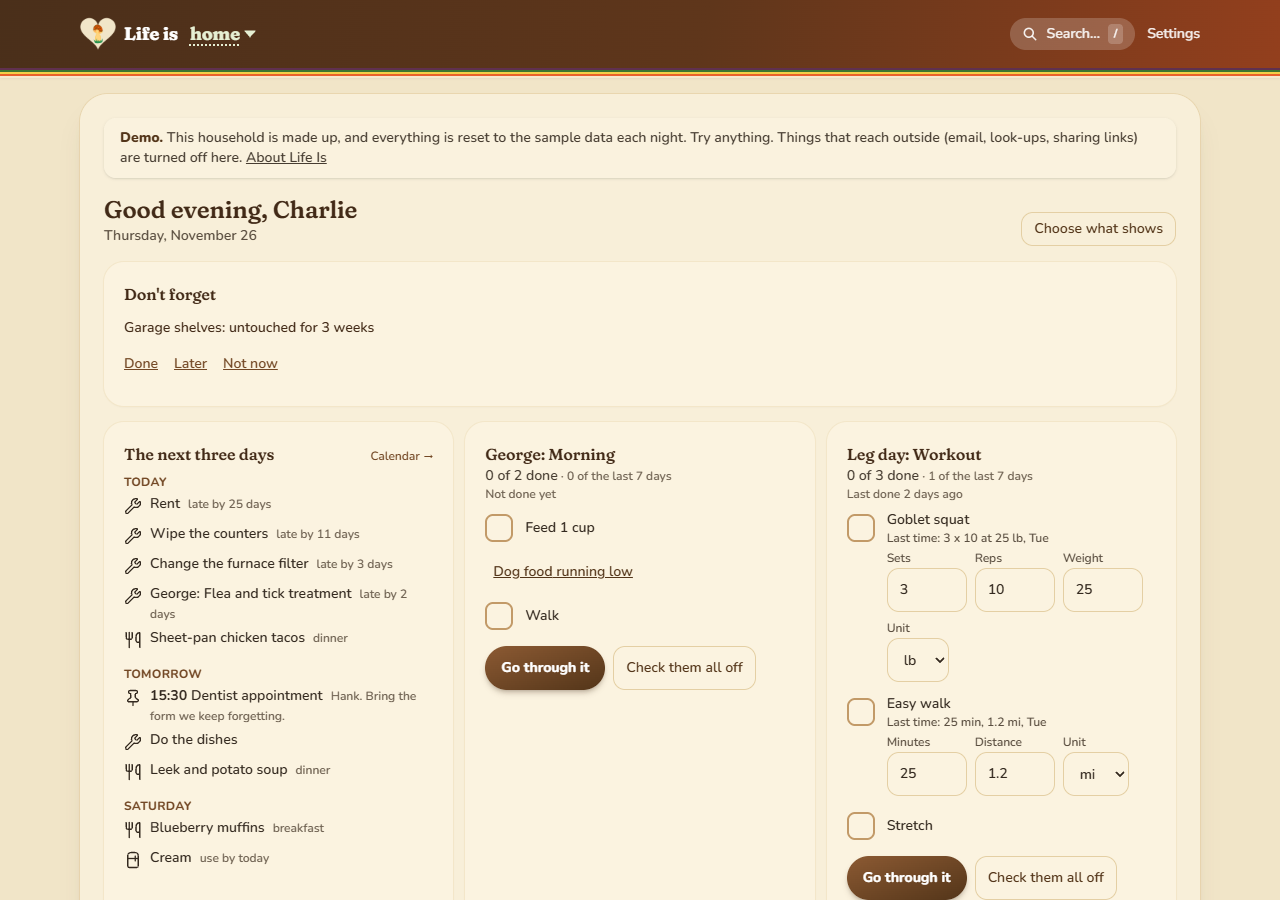 Life is home
Search... /
Settings
Demo. This household is made up, and everything is reset to the sample data each night. Try anything. Things that reach outside (email, look-ups, sharing links)
are turned off here. About Life Is
Good evening, Charlie
Thursday, November 26
Choose what shows
Don't forget
Garage shelves: untouched for 3 weeks
Done Later Not now
The next three days
Calendar →
TODAY
Rent late by 25 days
Wipe the counters late by 11 days
Change the furnace filter late by 3 days
George: Flea and tick treatment late by 2
days
Sheet-pan chicken tacos dinner
TOMORROW
15:30 Dentist appointment Hank. Bring the
form we keep forgetting.
Do the dishes
Leek and potato soup dinner
SATURDAY
Blueberry muffins breakfast
Cream use by today
George: Morning
0 of 2 done · 0 of the last 7 days
Not done yet
Feed 1 cup
Dog food running low
Walk
Go through it
Check them all off
Leg day: Workout
0 of 3 done · 1 of the last 7 days
Last done 2 days ago
Goblet squat
Last time: 3 x 10 at 25 lb, Tue
Sets Reps Weight
3 10 25
Unit
lb
Easy walk
Last time: 25 min, 1.2 mi, Tue
Minutes Distance Unit
25 1.2 mi
Stretch
Go through it
Check them all off